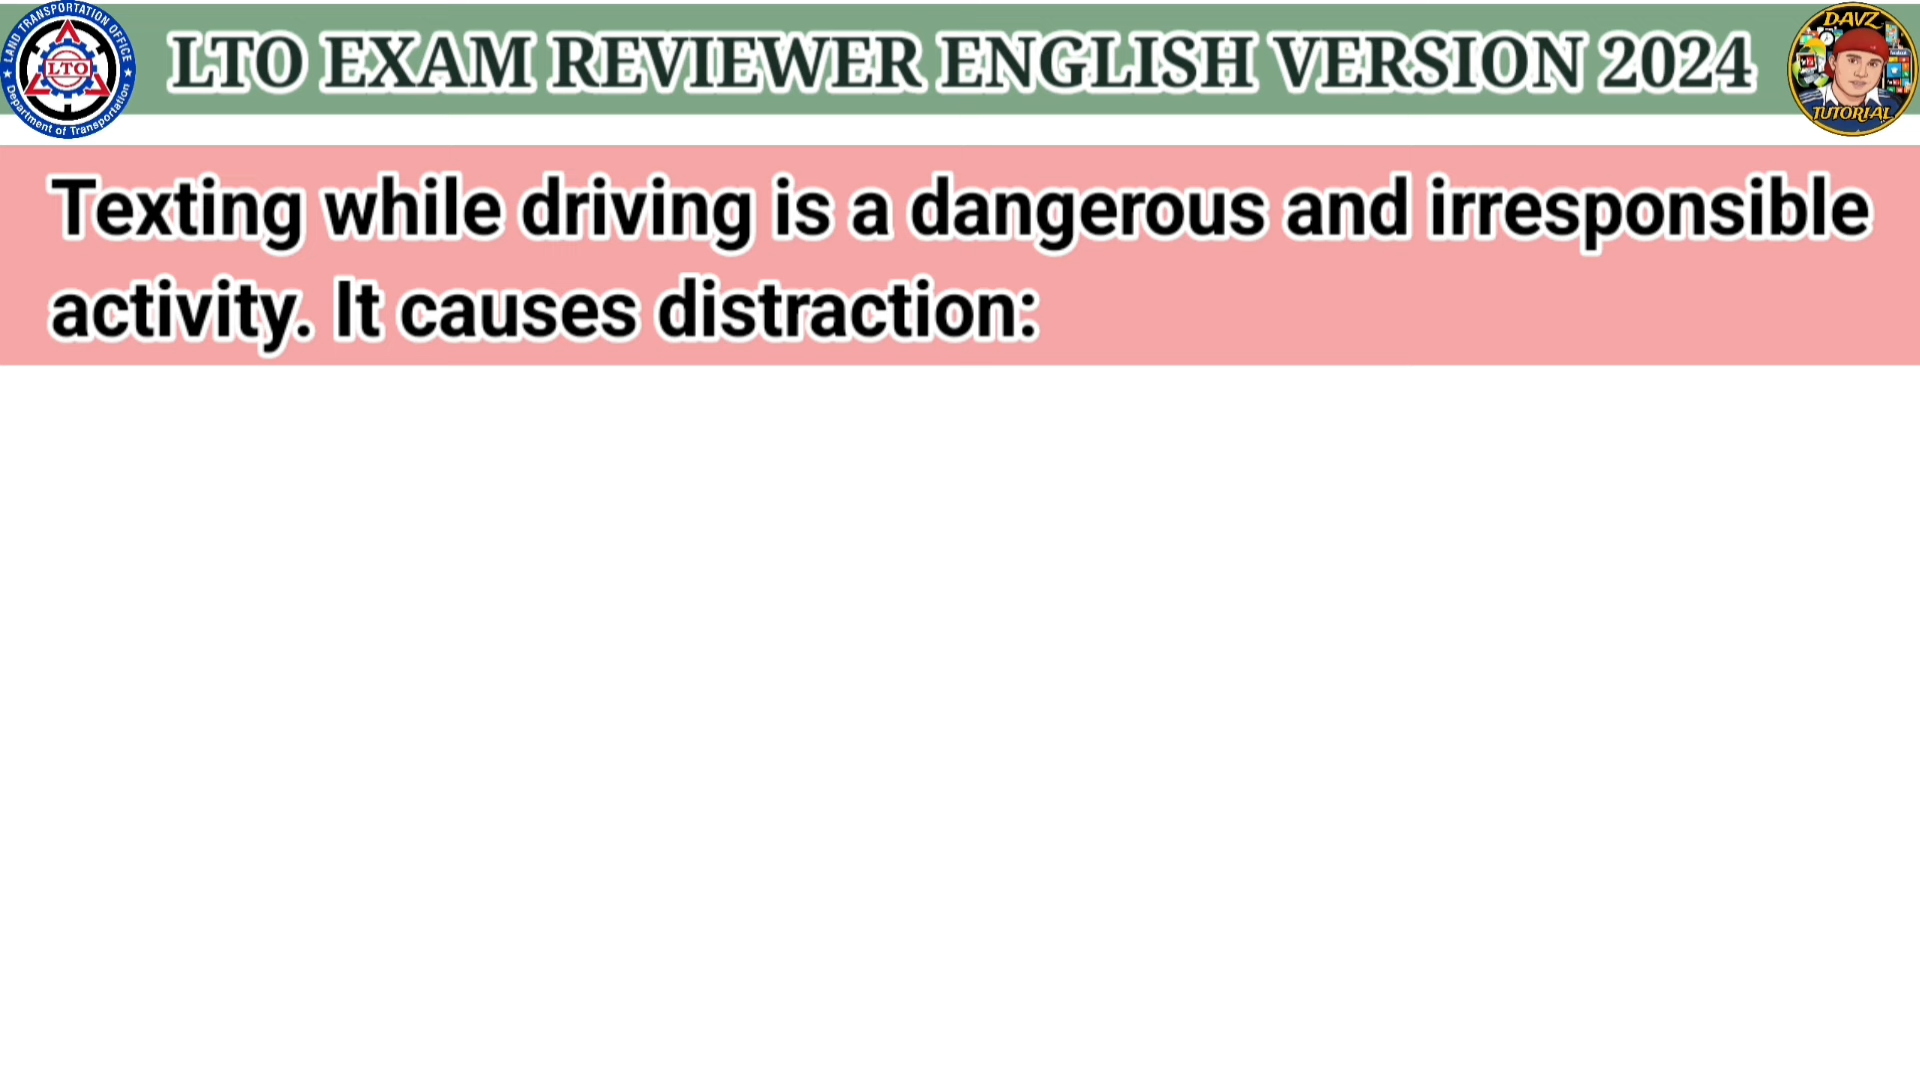 LAND TRANSPORTATION OFFICE
LTO
Department of Transportation
LTO EXAM REVIEWER ENGLISH VERSION 2024
DAVZ
TUTORIAL
Texting while driving is a dangerous and irresponsible
activity. It causes distraction: